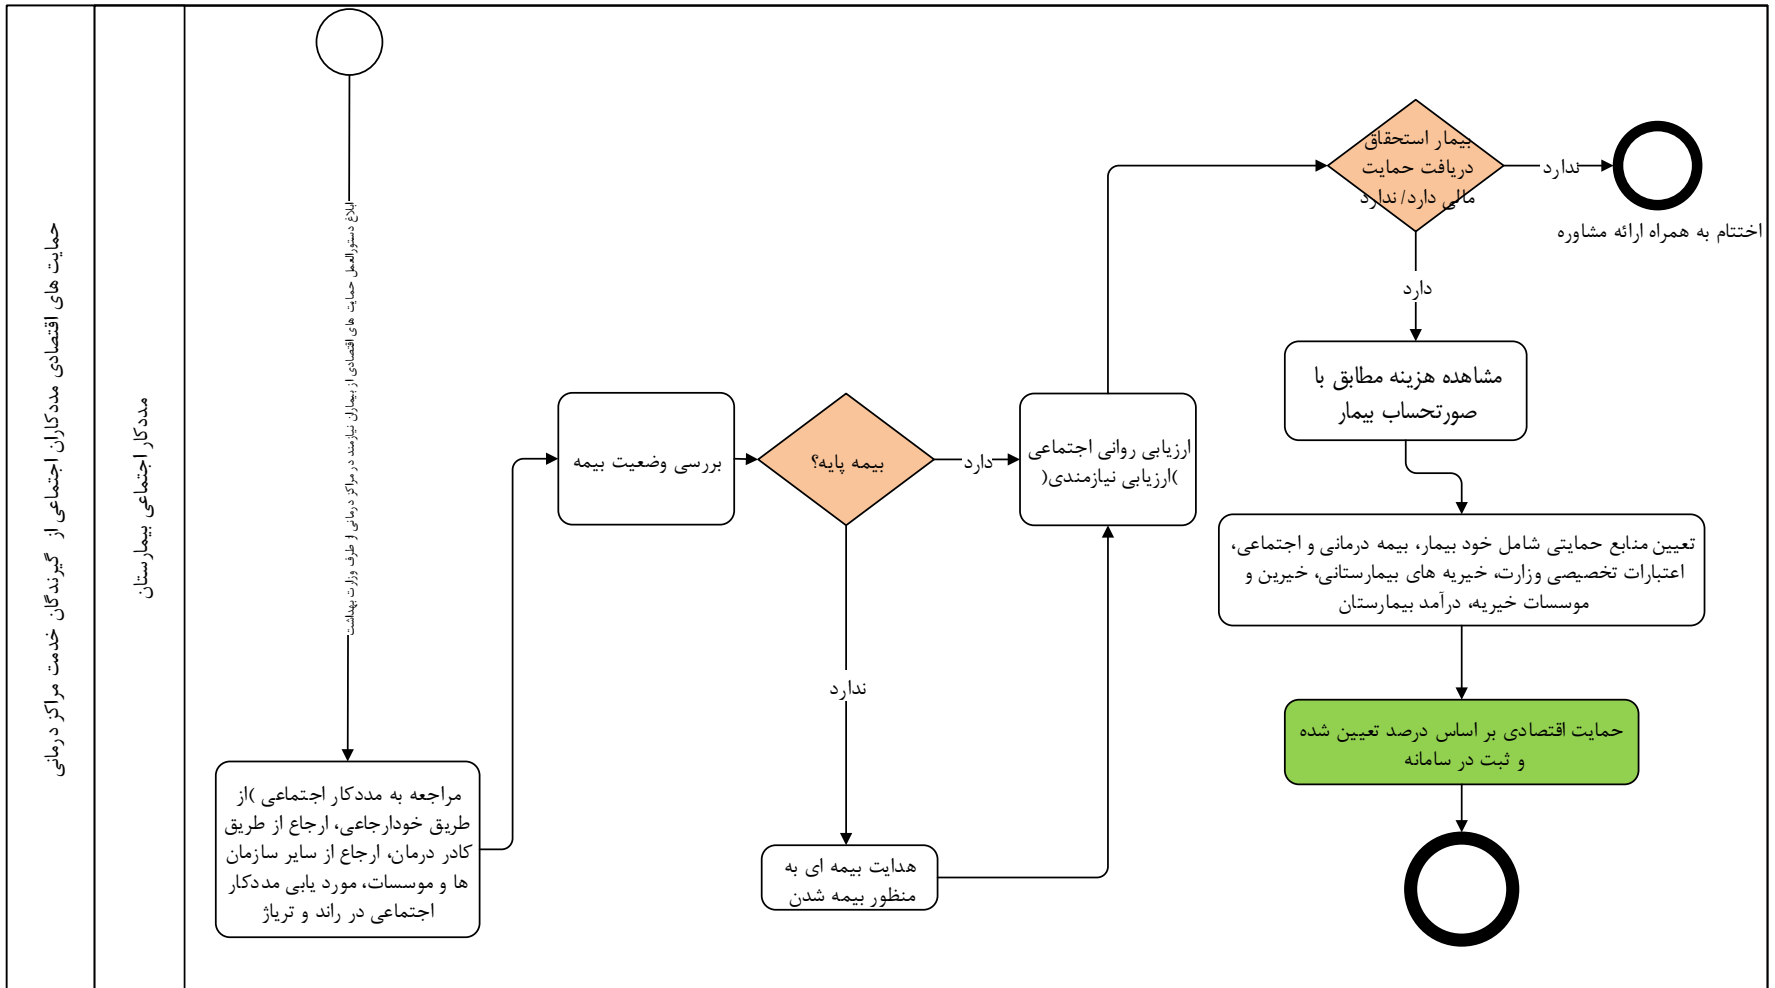 حمایت های اقتصادی مددکاران اجتماعی از گیرندگان خدمت مراکز درمانی
مددکار اجتماعی بیمارستان
ابلاغ دستورالعمل حمایت های اقتصادی از بیماران نیازمند در مراکز درمانی از طرف وزارت بهداشت
مراجعه به مددکار اجتماعی )از
طریق خودارجاعی، ارجاع از طریق
کادر درمان، ارجاع از سایر سازمان
ها و موسسات، مورد یابی مددکار
اجتماعی در راند و تریاژ
بررسی وضعیت بیمه
بیمه پایه؟
دارد
ندارد
هدایت بیمه ای به
منظور بیمه شدن
ارزیابی روانی اجتماعی
)ارزیابی نیازمندی(
بیمار استحقاق
دریافت حمایت
مالی دارد/ ندارد
ندارد
اختتام به همراه ارائه مشاوره
دارد
مشاهده هزینه مطابق با
صورتحساب بیمار
تعیین منابع حمایتی شامل خود بیمار، بیمه درمانی و اجتماعی،
اعتبارات تخصیصی وزارت، خیریه های بیمارستانی، خیرین و
موسسات خیریه، درآمد بیمارستان
حمایت اقتصادی بر اساس درصد تعیین شده
و ثبت در سامانه